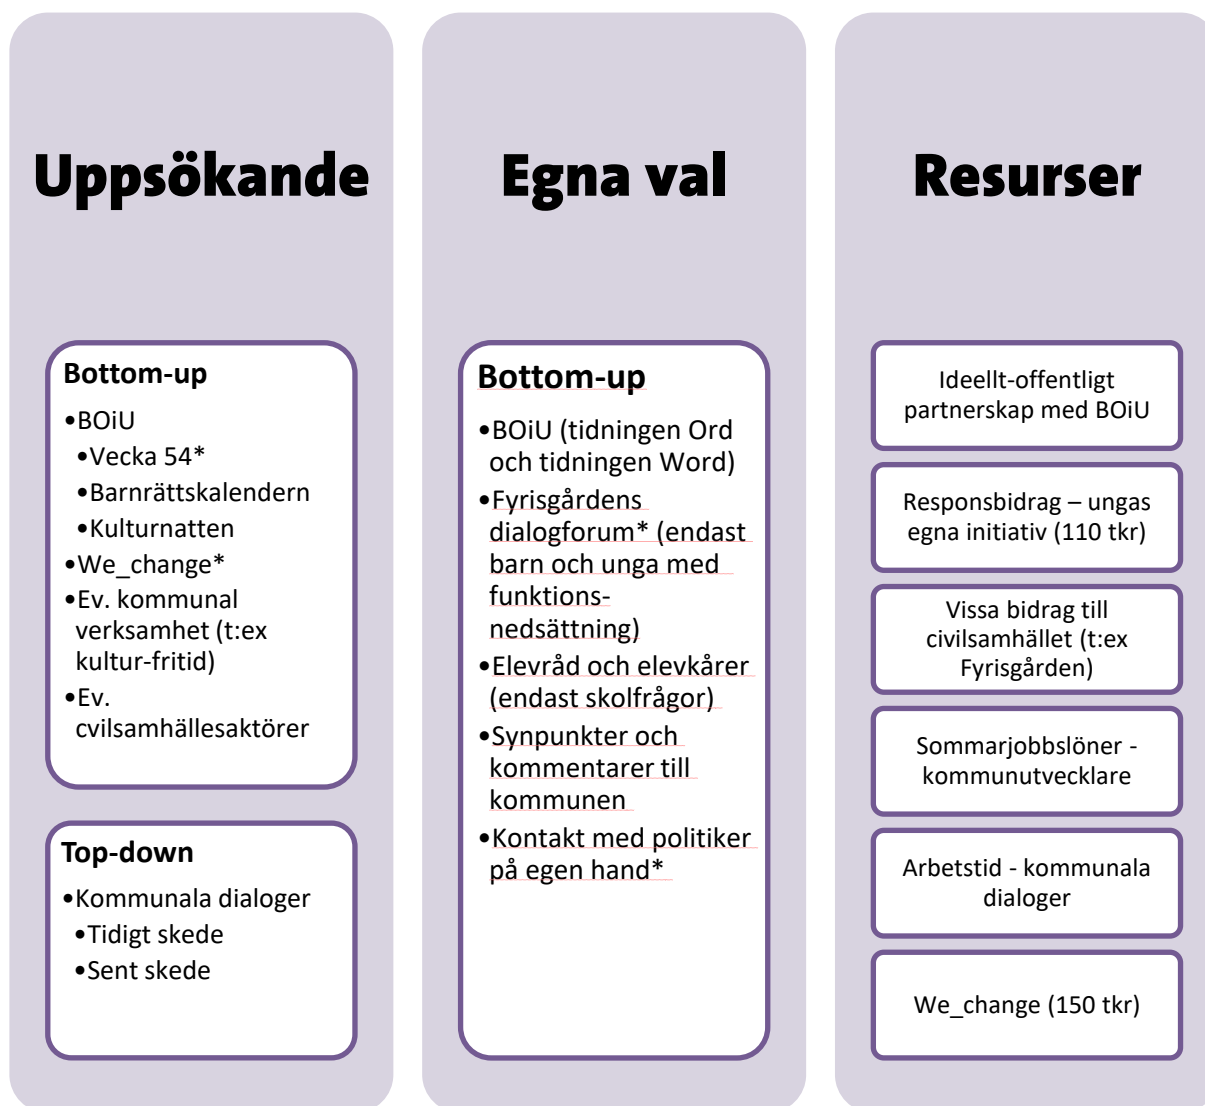 Uppsökande
Bottom-up
•BOiU
•Vecka 54*
•Barnrättskalendern
•Kulturnatten
•We_change*
•Ev. kommunal
verksamhet (t:ex
kultur-fritid)
•Ev.
cvilsamhällesaktörer
Top-down
•Kommunala dialoger
•Tidigt skede
•Sent skede
Egna val
Bottom-up
•BOiU (tidningen Ord
och tidningen Word)
•Fyrisgårdens
dialogforum* (endast
barn och unga med
funktions-
nedsättning)
•Elevråd och elevkårer
(endast skolfrågor)
•Synpunkter och
kommentarer till
kommunen
•Kontakt med politiker
på egen hand*
Resurser
Ideellt-offentligt
partnerskap med BOiU
Responsbidrag – ungas
egna initiativ (110 tkr)
Vissa bidrag till
civilsamhället (t:ex
Fyrisgården)
Sommarjobbslöner -
kommunutvecklare
Arbetstid - kommunala
dialoger
We_change (150 tkr)